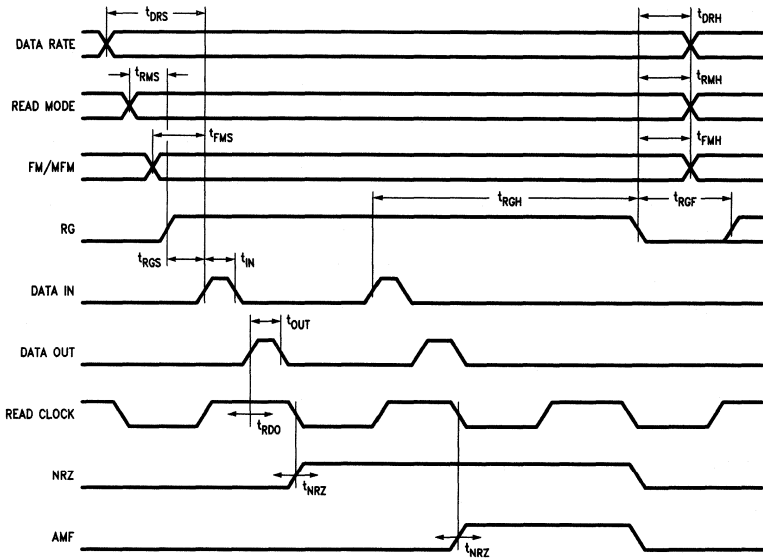 tDRS
tDRH
DATA RATE
tRMS
tRMH
READ MODE
tFMS
tFMH
FM/MFM
tRGH
tRGF
RG
tRGS
tIN
DATA IN
tOUT
DATA OUT
READ CLOCK
tRDO
NRZ
tNRZ
AMF
tNRZ